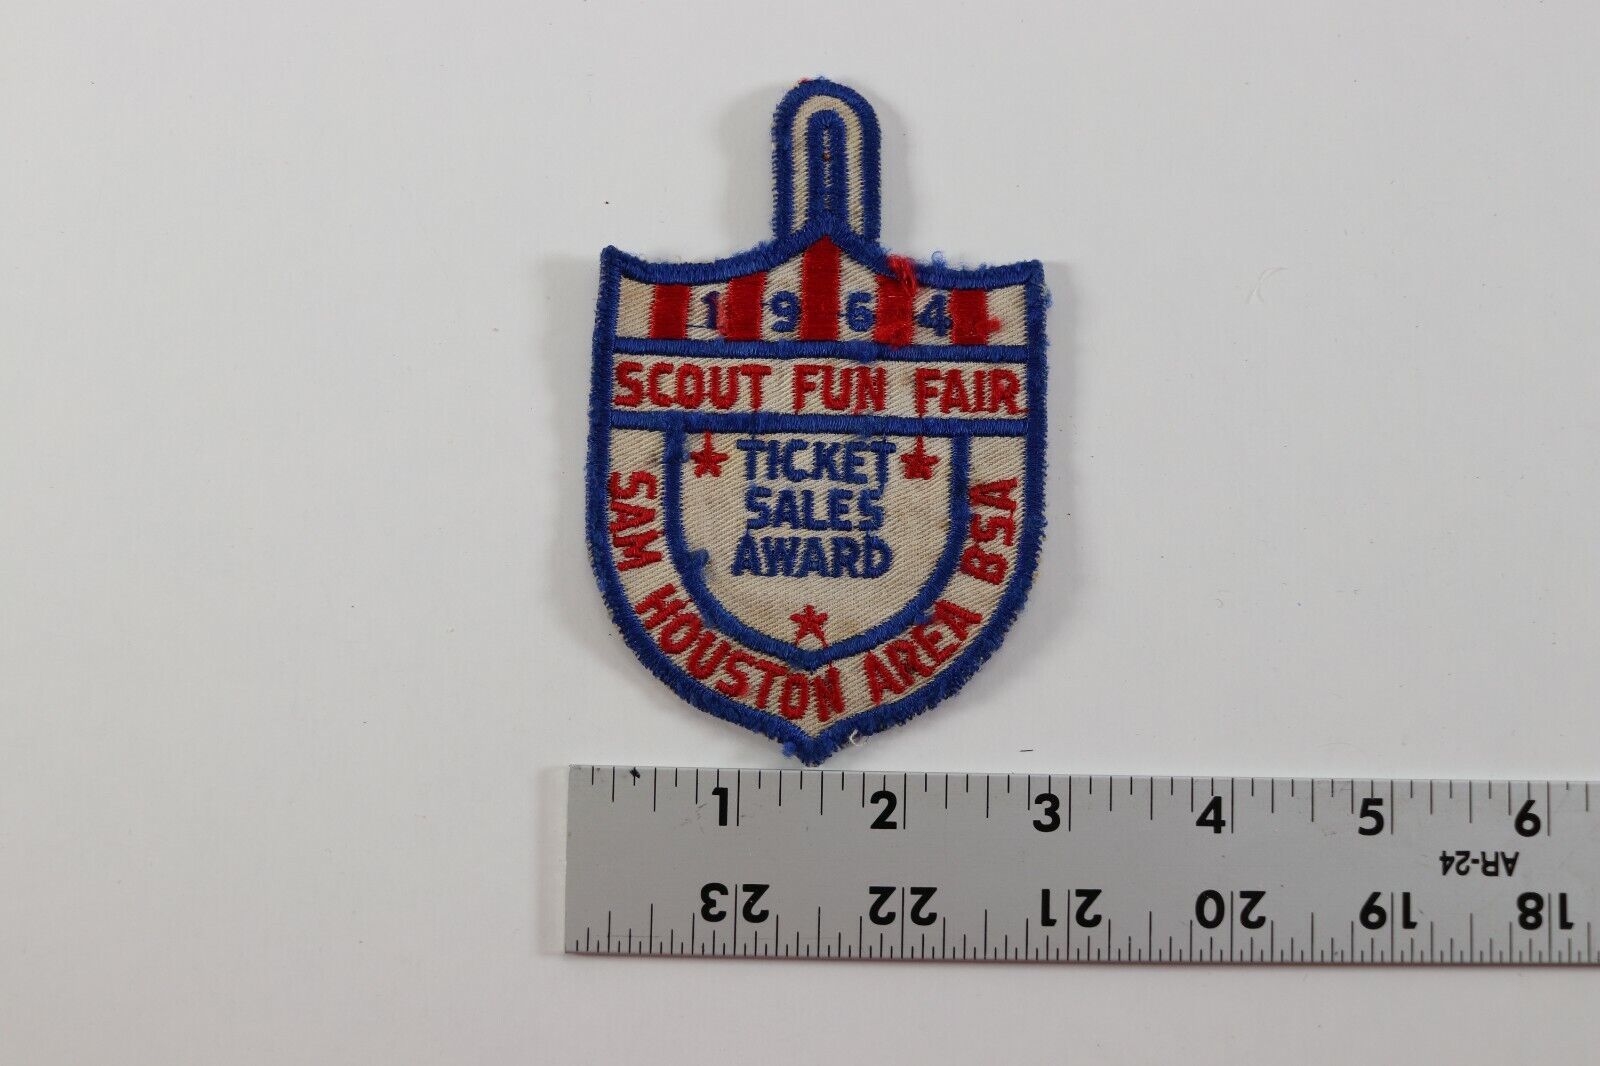 1964
SCOUT FUN FAIR
TICKET
SALES
AWARD
SAM HOUSTON AREA BSA
1 2 3 4 5 6
AR-24
23 22 21 20 19 18